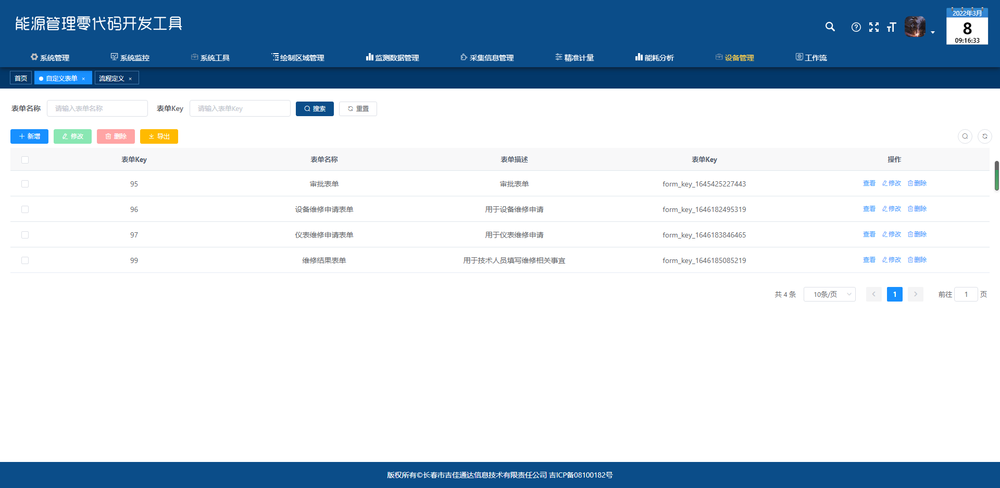 能源管理零代码开发工具
2022年3月
8
09:16:33
系统管理 系统监控 系统工具 绘制区域管理 监测数据管理 采集信息管理 精准计量 能耗分析 设备管理 工作流
首页 自定义表单 × 流程定义 ×
表单名称 请输入表单名称 表单Key 请输入表单Key 搜索 重置
新增 修改 删除 导出
表单Key 表单名称 表单描述 表单Key 操作
95 审批表单 审批表单 form_key_1645425227443 查看 修改 删除
96 设备维修申请表单 用于设备维修申请 form_key_1646182495319 查看 修改 删除
97 仪表维修申请表单 用于仪表维修申请 form_key_1646183846465 查看 修改 删除
99 维修结果表单 用于技术人员填写维修相关事宜 form_key_1646185085219 查看 修改 删除
共 4 条 10条/页 1 前往 1 页
版权所有©长春市吉佳通达信息技术有限责任公司 吉ICP备08100182号